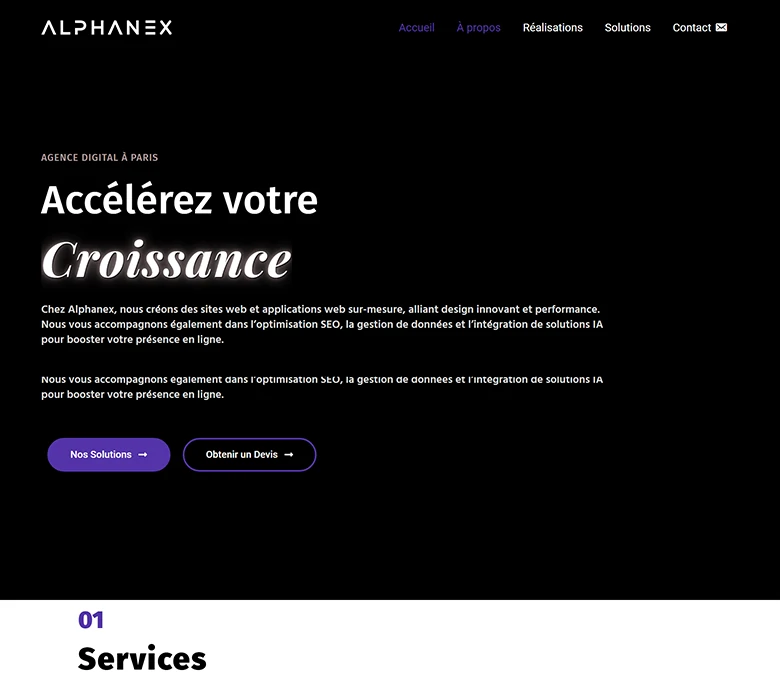 ALPHANEX
Accueil À propos Réalisations Solutions Contact
AGENCE DIGITAL À PARIS
Accélérez votre
Croissance
Chez Alphanex, nous créons des sites web et applications web sur-mesure, alliant design innovant et performance.
Nous vous accompagnons également dans l’optimisation SEO, la gestion de données et l’intégration de solutions IA
pour booster votre présence en ligne.
Nous vous accompagnons également dans l’optimisation SEO, la gestion de données et l’intégration de solutions IA
pour booster votre présence en ligne.
Nos Solutions → Obtenir un Devis →
01
Services